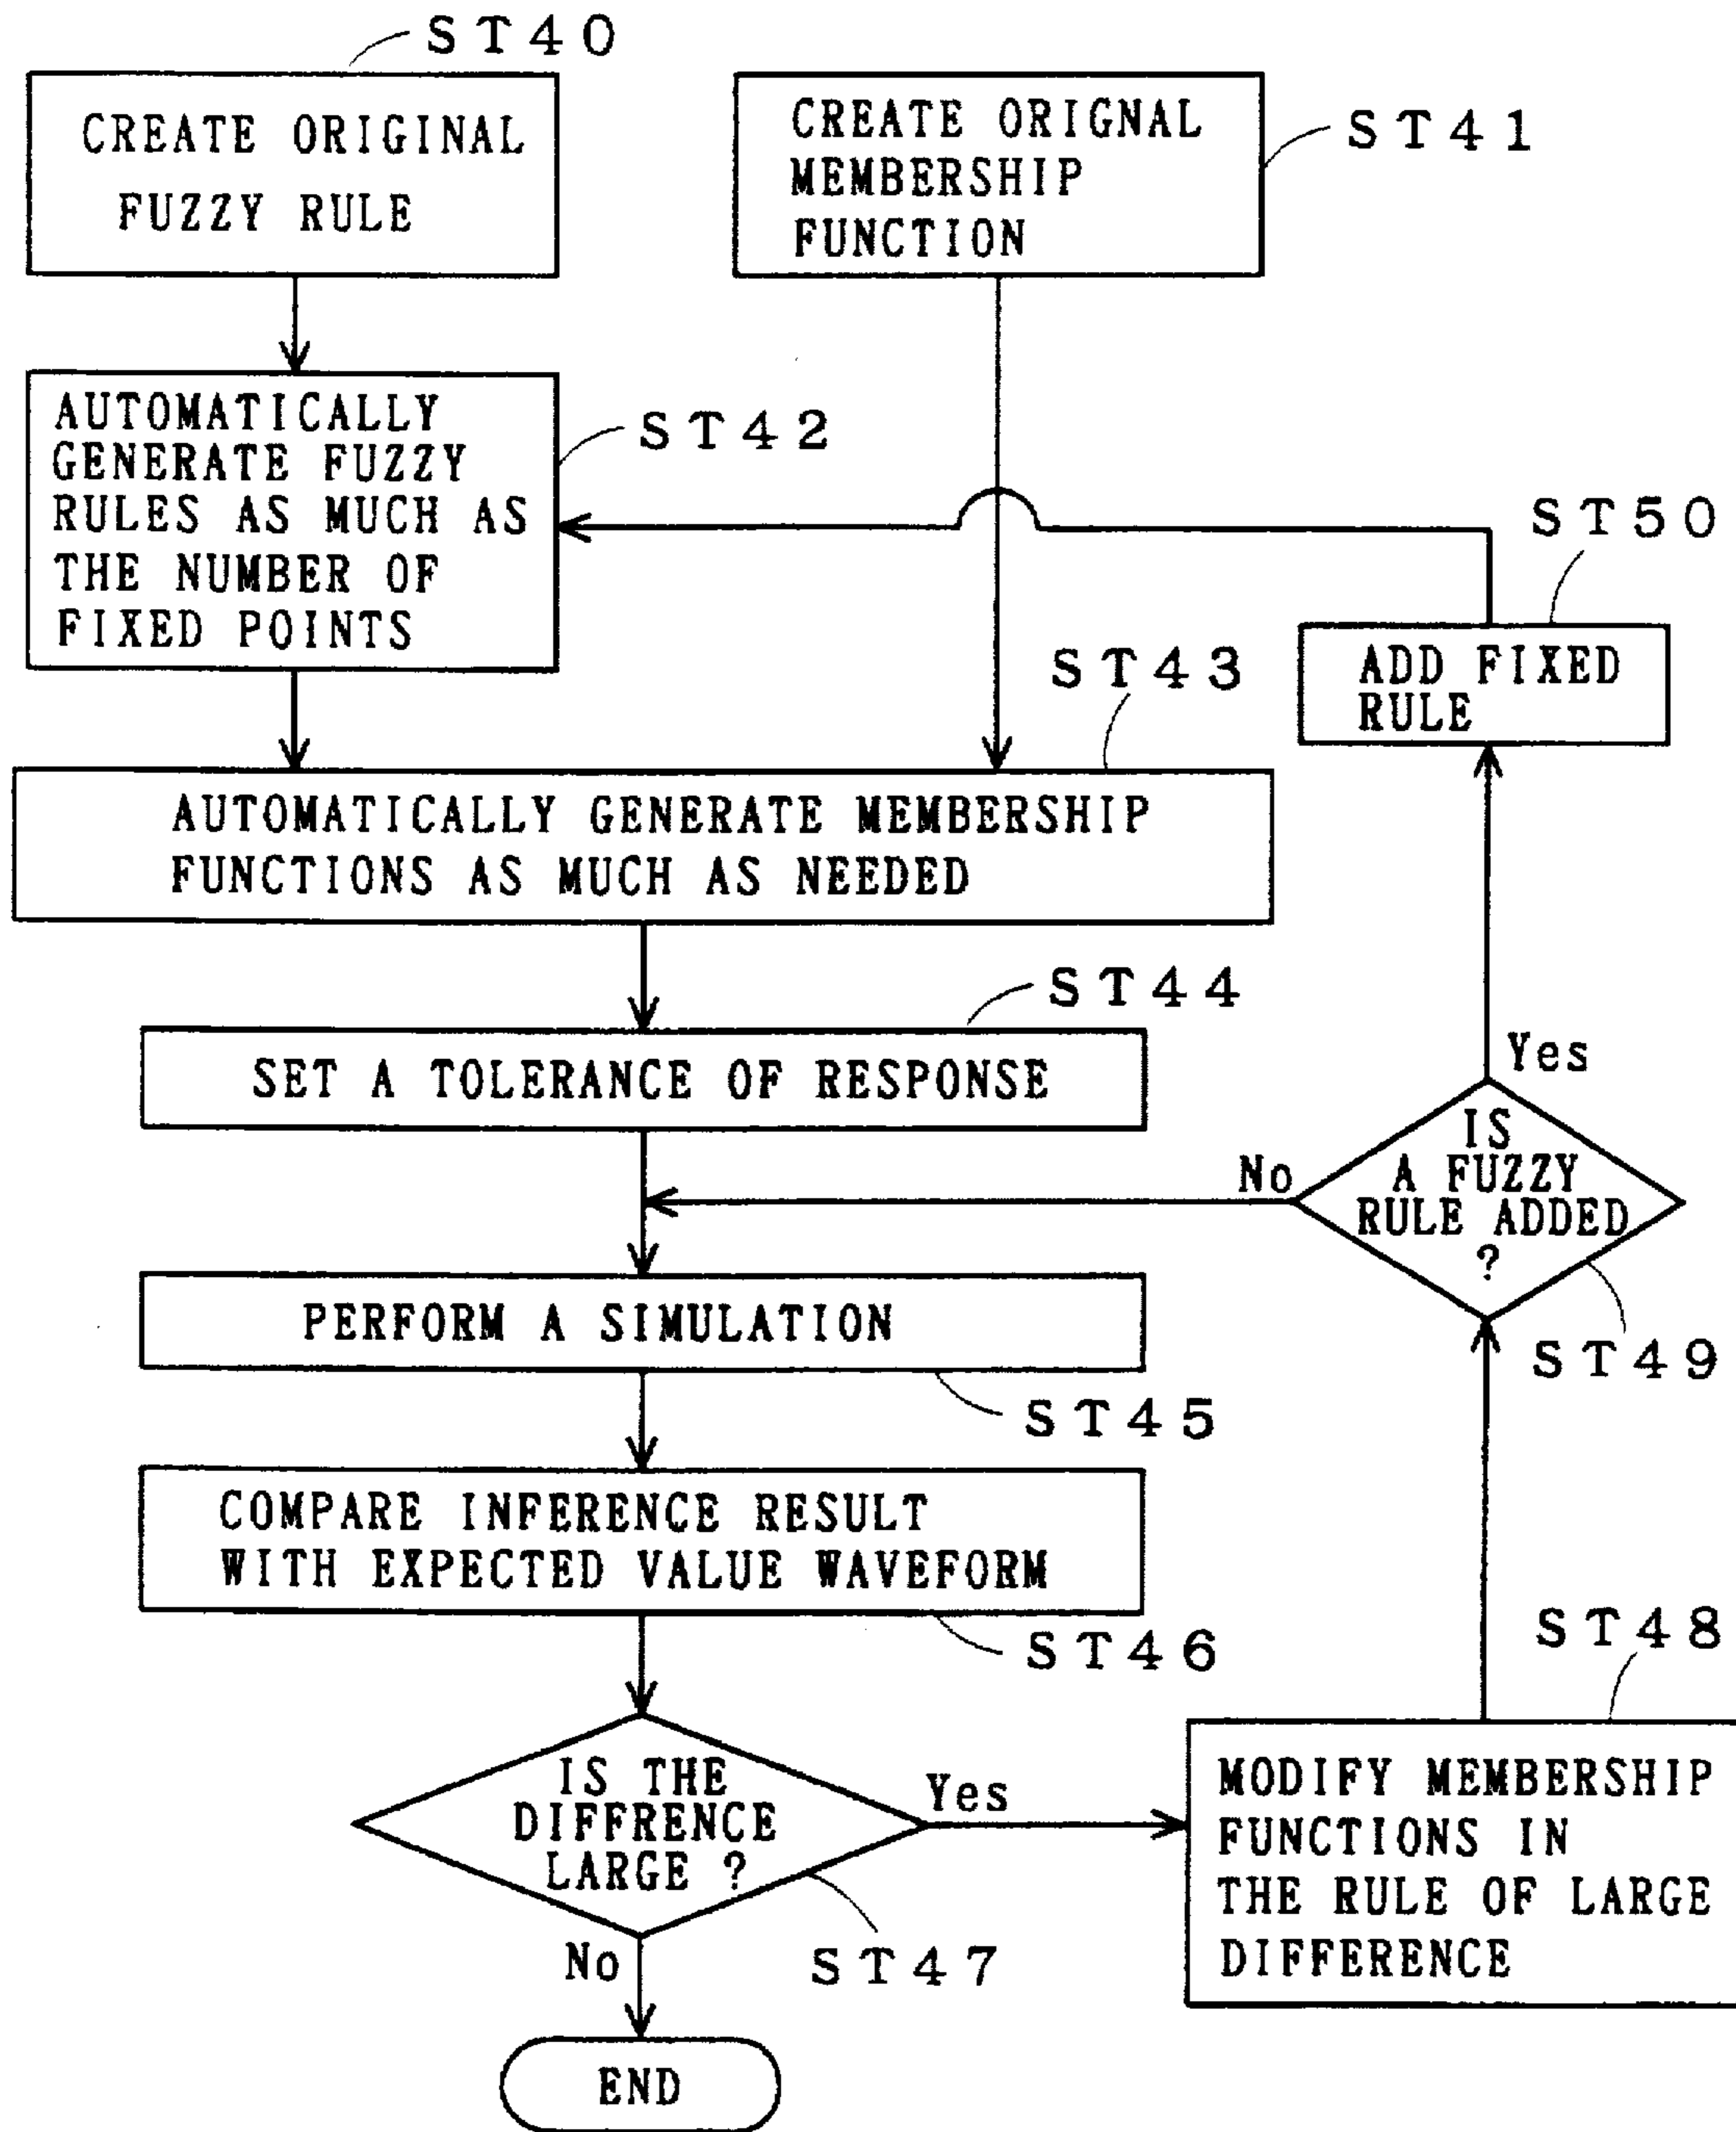 ST40
CREATE ORIGINAL
FUZZY RULE
CREATE ORIGNAL
MEMBERSHIP
FUNCTION
ST41
AUTOMATICALLY
GENERATE FUZZY
RULES AS MUCH AS
THE NUMBER OF
FIXED POINTS
ST42
ST50
ADD FIXED
RULE
ST43
AUTOMATICALLY GENERATE MEMBERSHIP
FUNCTIONS AS MUCH AS NEEDED
ST44
SET A TOLERANCE OF RESPONSE
Yes
No
IS
A FUZZY
RULE ADDED
?
ST49
PERFORM A SIMULATION
ST45
COMPARE INFERENCE RESULT
WITH EXPECTED VALUE WAVEFORM
ST46
ST48
IS THE
DIFFRENCE
LARGE ?
Yes
MODIFY MEMBERSHIP
FUNCTIONS IN
THE RULE OF LARGE
DIFFERENCE
No
ST47
END